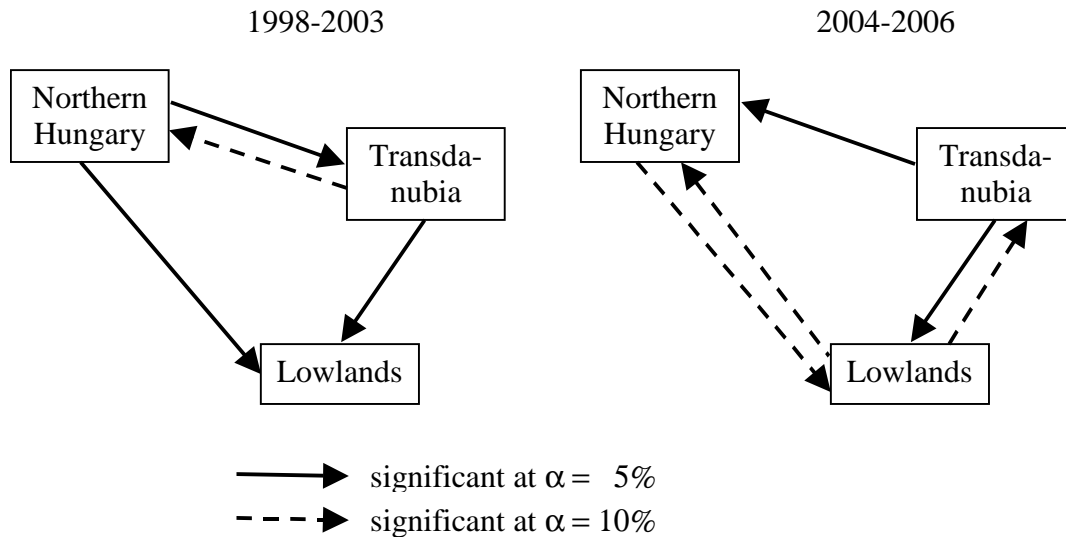 1998-2003
Northern
Hungary
Transda-
nubia
Lowlands
2004-2006
Northern
Hungary
Transda-
nubia
Lowlands
significant at α = 5%
significant at α = 10%